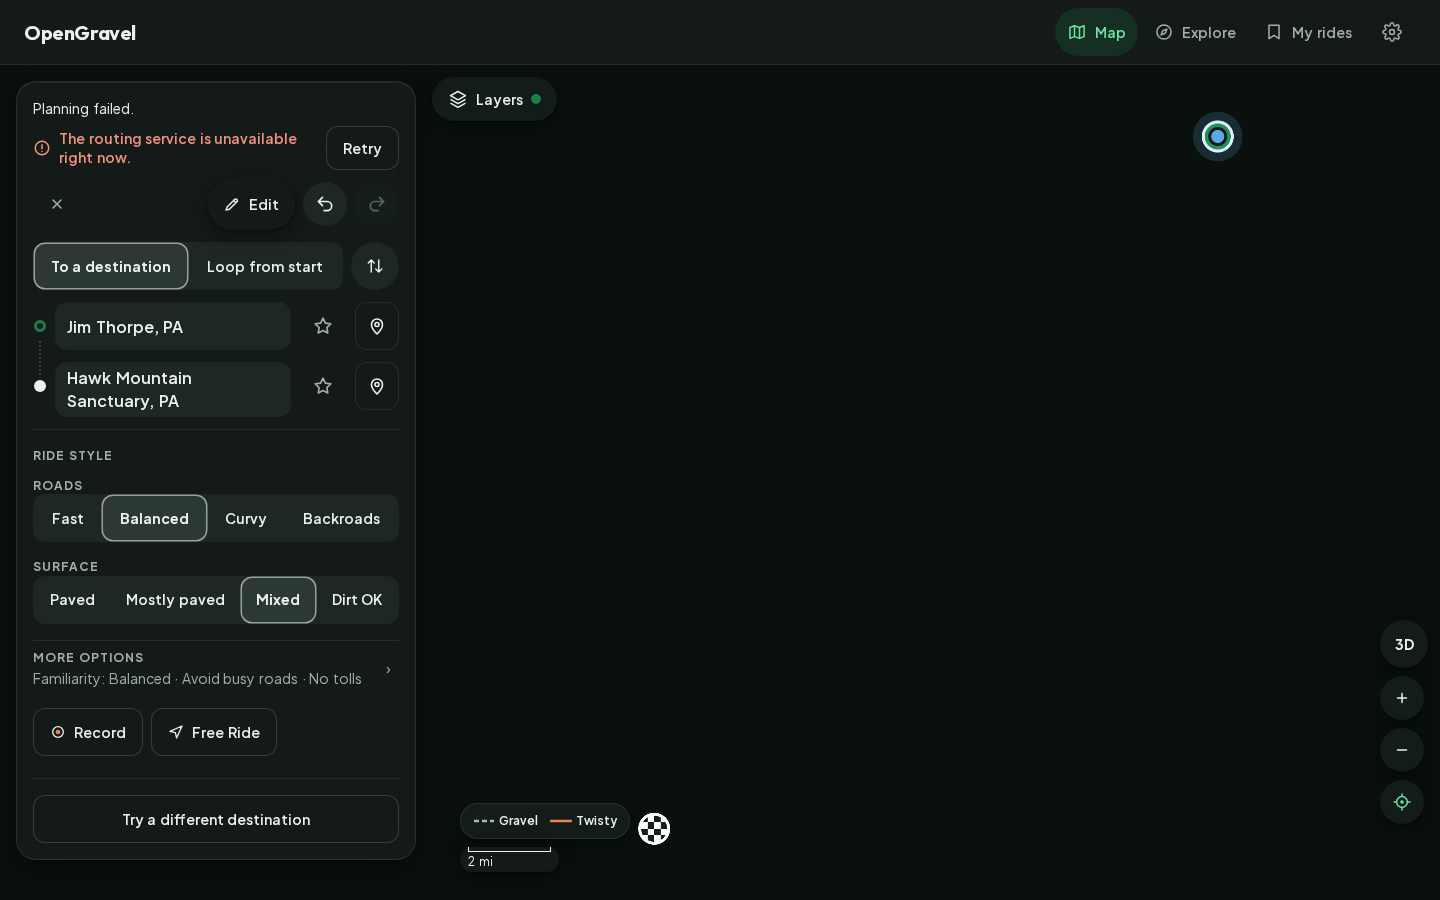 OpenGravel
Map
Explore
My rides
Planning failed.
The routing service is unavailable
right now.
Retry
Layers
Edit
To a destination
Loop from start
Jim Thorpe, PA
Hawk Mountain
Sanctuary, PA
RIDE STYLE
ROADS
Fast
Balanced
Curvy
Backroads
SURFACE
Paved
Mostly paved
Mixed
Dirt OK
MORE OPTIONS
Familiarity: Balanced · Avoid busy roads · No tolls
Record
Free Ride
Try a different destination
3D
Gravel
Twisty
2 mi